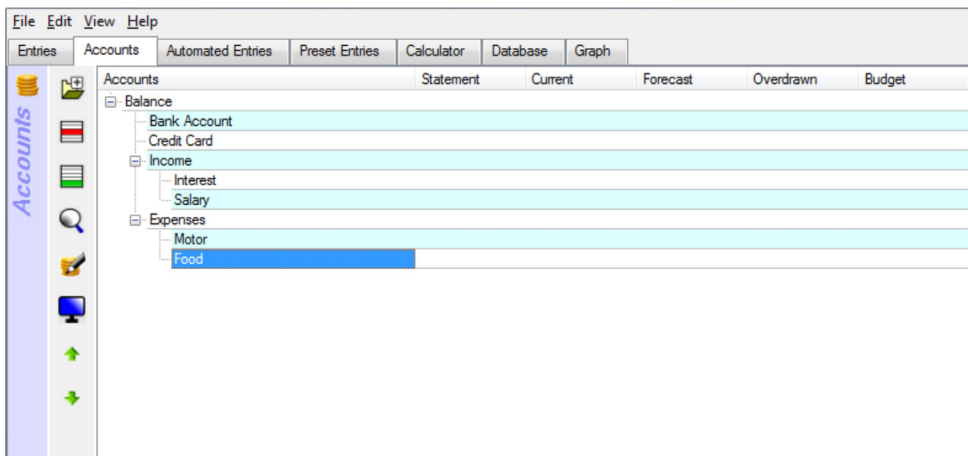 File Edit View Help
Entries Accounts Automated Entries Preset Entries Calculator Database Graph
Accounts
Accounts Statement Current Forecast Overdrawn Budget
Balance
Bank Account
Credit Card
Income
Interest
Salary
Expenses
Motor
Food